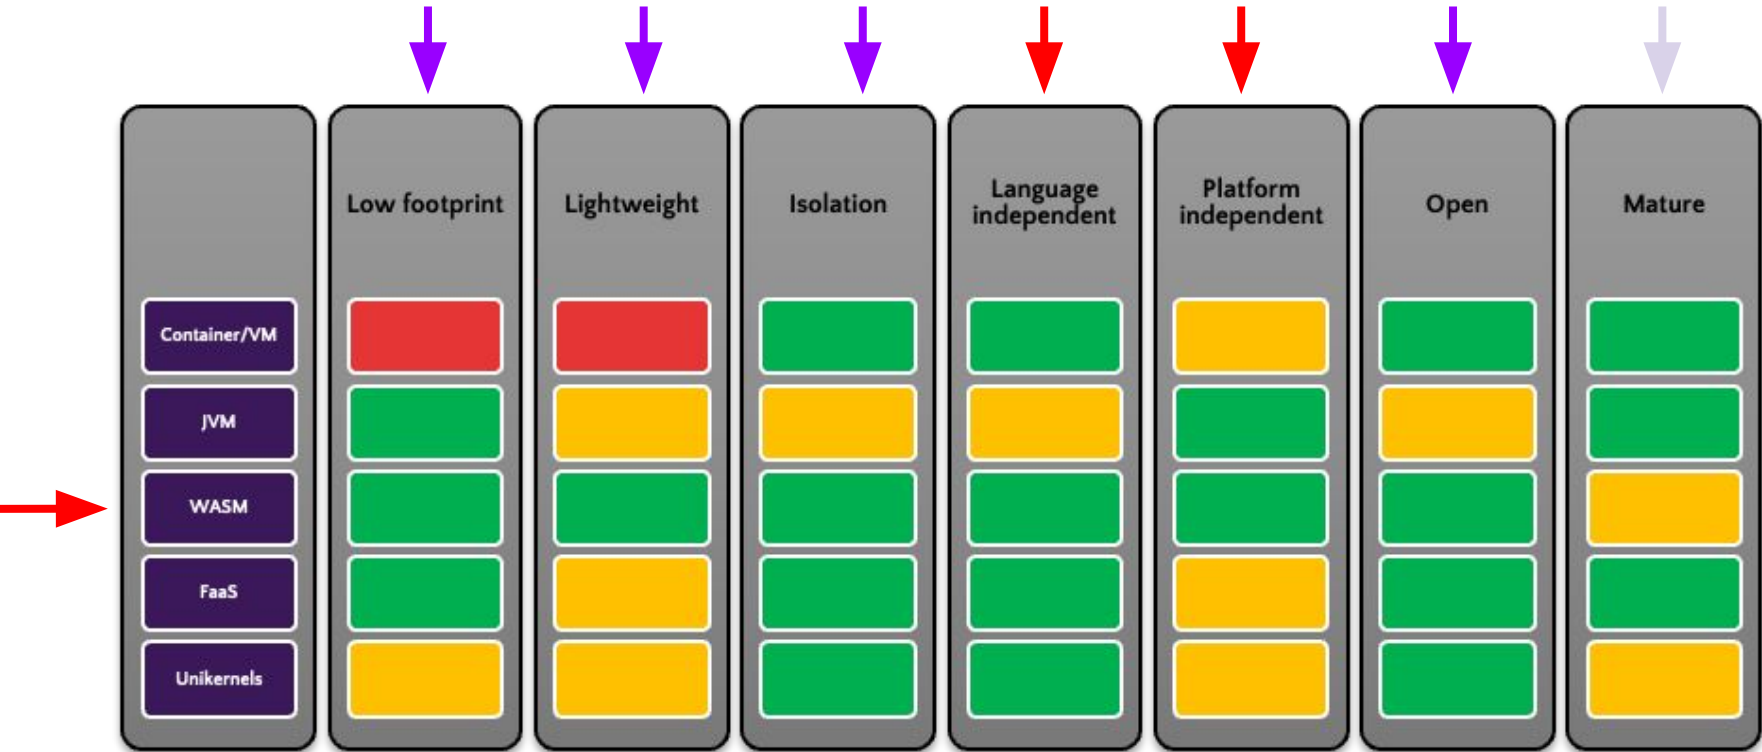 Low footprint
Lightweight
Isolation
Language
independent
Platform
independent
Open
Mature
Container/VM
JVM
WASM
FaaS
Unikernels